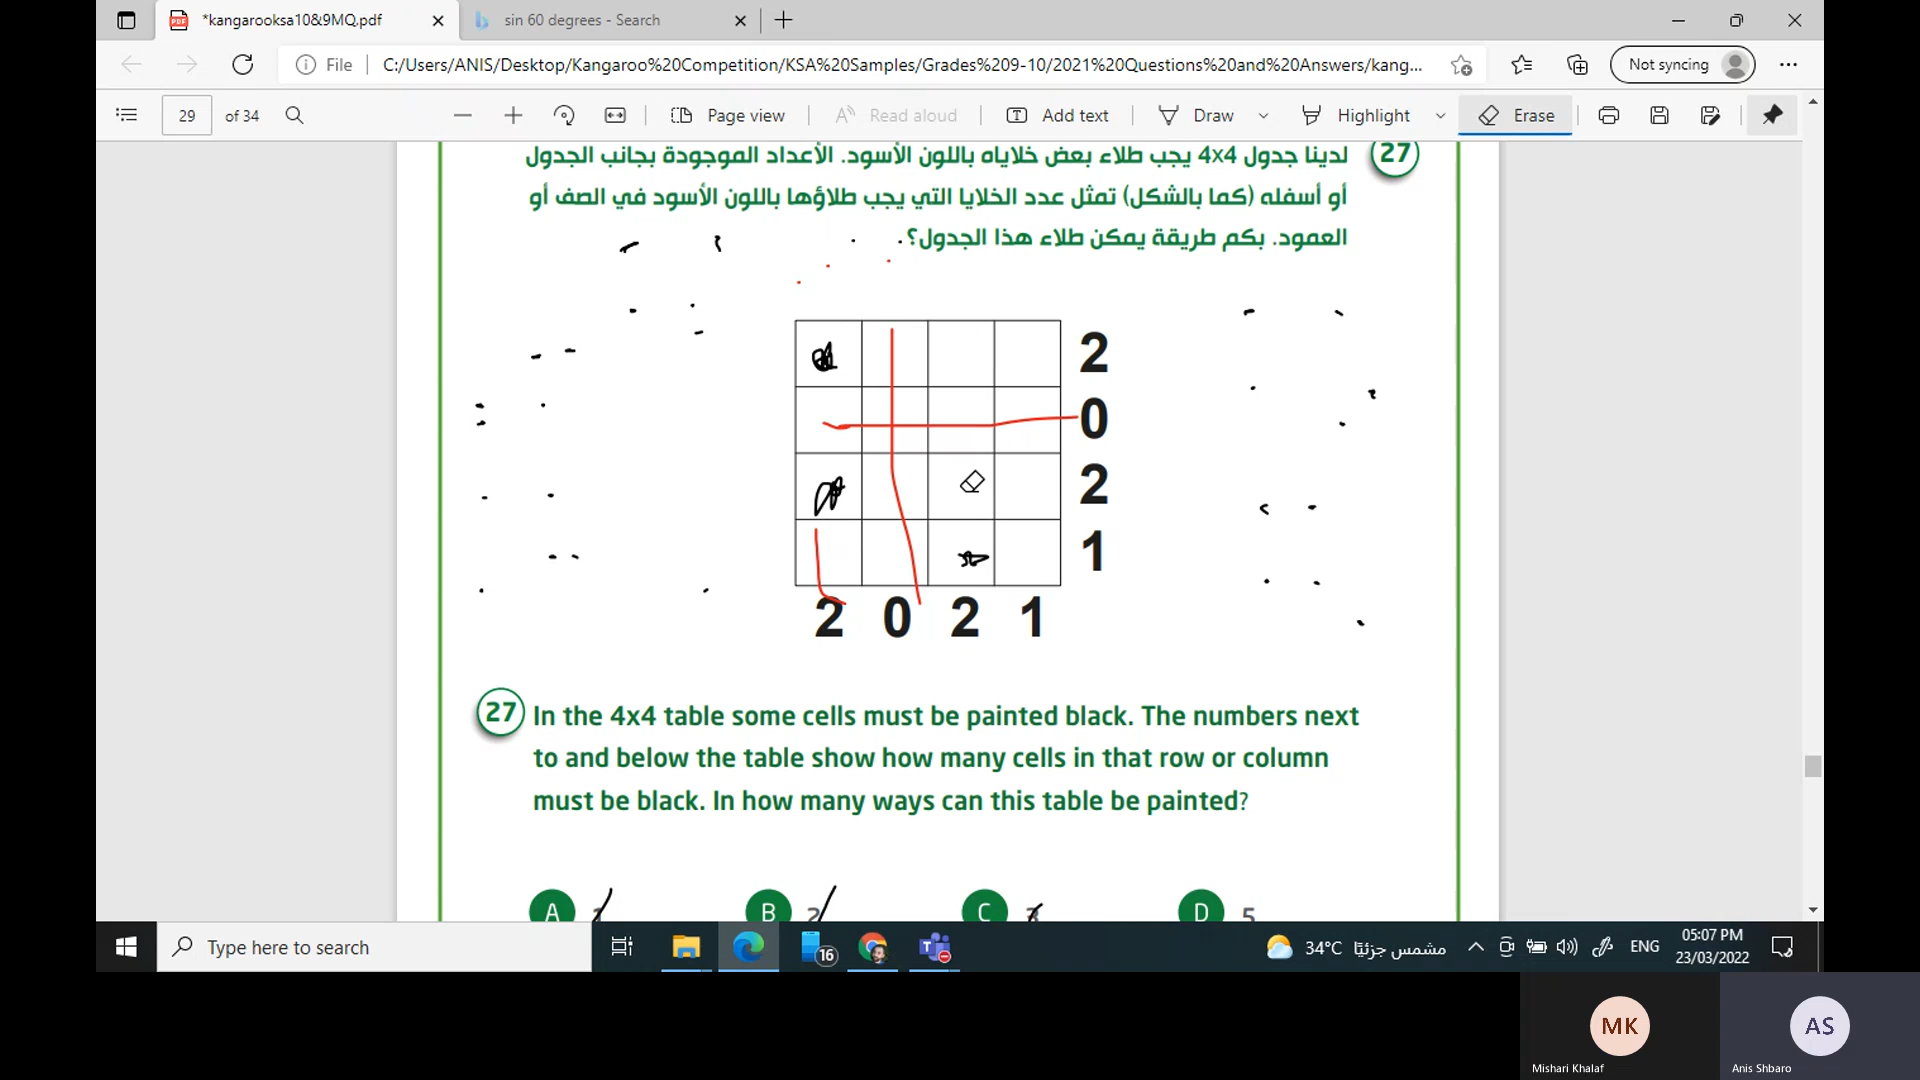 *kangarooksa10&9MQ.pdf
sin 60 degrees - Search
File
C:/Users/ANIS/Desktop/Kangaroo%20Competition/KSA%20Samples/Grades%209-10/2021%20Questions%20and%20Answers/kang...
Not syncing
29 of 34
Page view
Read aloud
Add text
Draw
Highlight
Erase
27 لدينا جدول 4x4 يجب طلاء بعض خلاياه باللون الأسود. الأعداد الموجودة بجانب الجدول
أو أسفله (كما بالشكل) تمثل عدد الخلايا التي يجب طلاؤها باللون الأسود في الصف أو
العمود. بكم طريقة يمكن طلاء هذا الجدول؟
2
0
2
1
2 0 2 1
27 In the 4x4 table some cells must be painted black. The numbers next
to and below the table show how many cells in that row or column
must be black. In how many ways can this table be painted?
A
B 2
C 3
D 5
Type here to search
16
34°C مشمس جزئيًا
ENG
05:07 PM
23/03/2022
MK
Mishari Khalaf
AS
Anis Shbaro